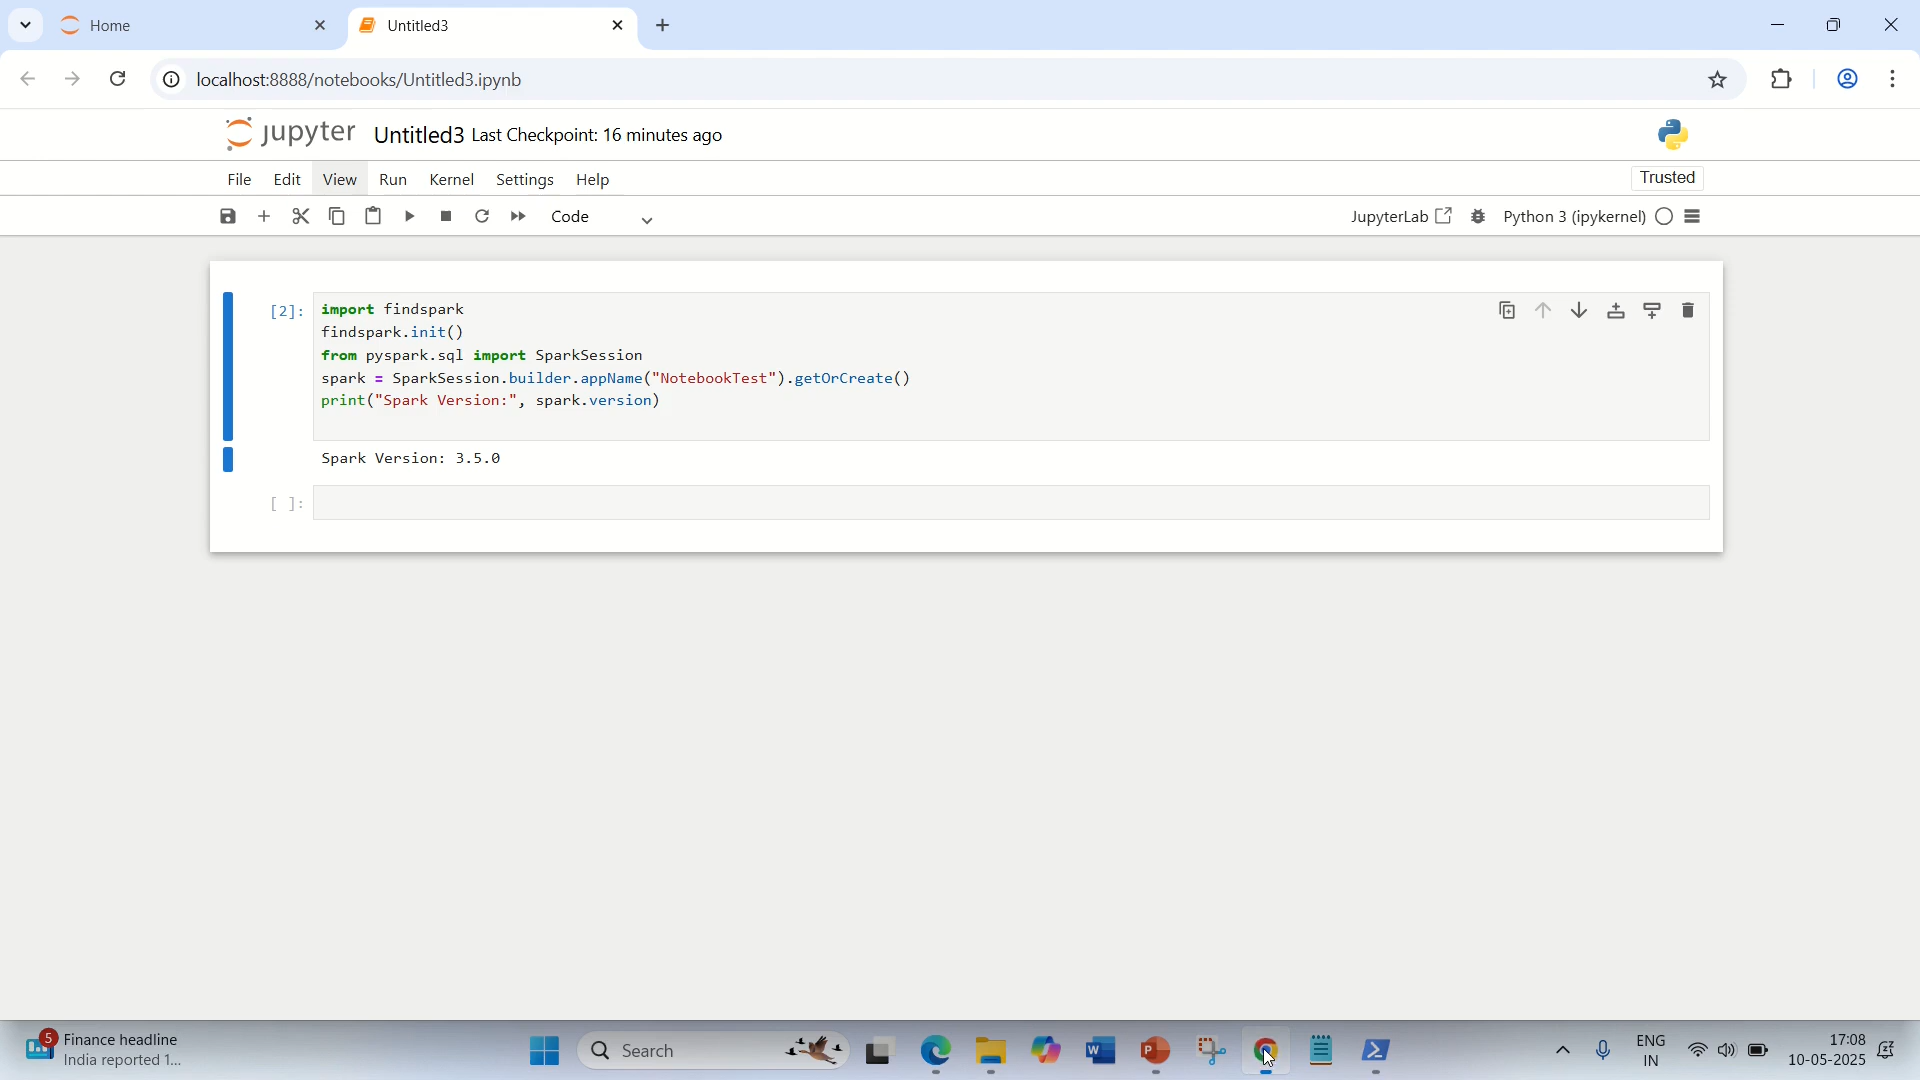 Home
Untitled3
localhost:8888/notebooks/Untitled3.ipynb
jupyter Untitled3 Last Checkpoint: 16 minutes ago
File Edit View Run Kernel Settings Help
Trusted
Code
JupyterLab Python 3 (ipykernel)
[2]: import findspark
findspark.init()
from pyspark.sql import SparkSession
spark = SparkSession.builder.appName("NotebookTest").getOrCreate()
print("Spark Version:", spark.version)
Spark Version: 3.5.0
[ ]:
5 Finance headline
India reported 1...
Search
W
P
ENG
IN
17:08
10-05-2025